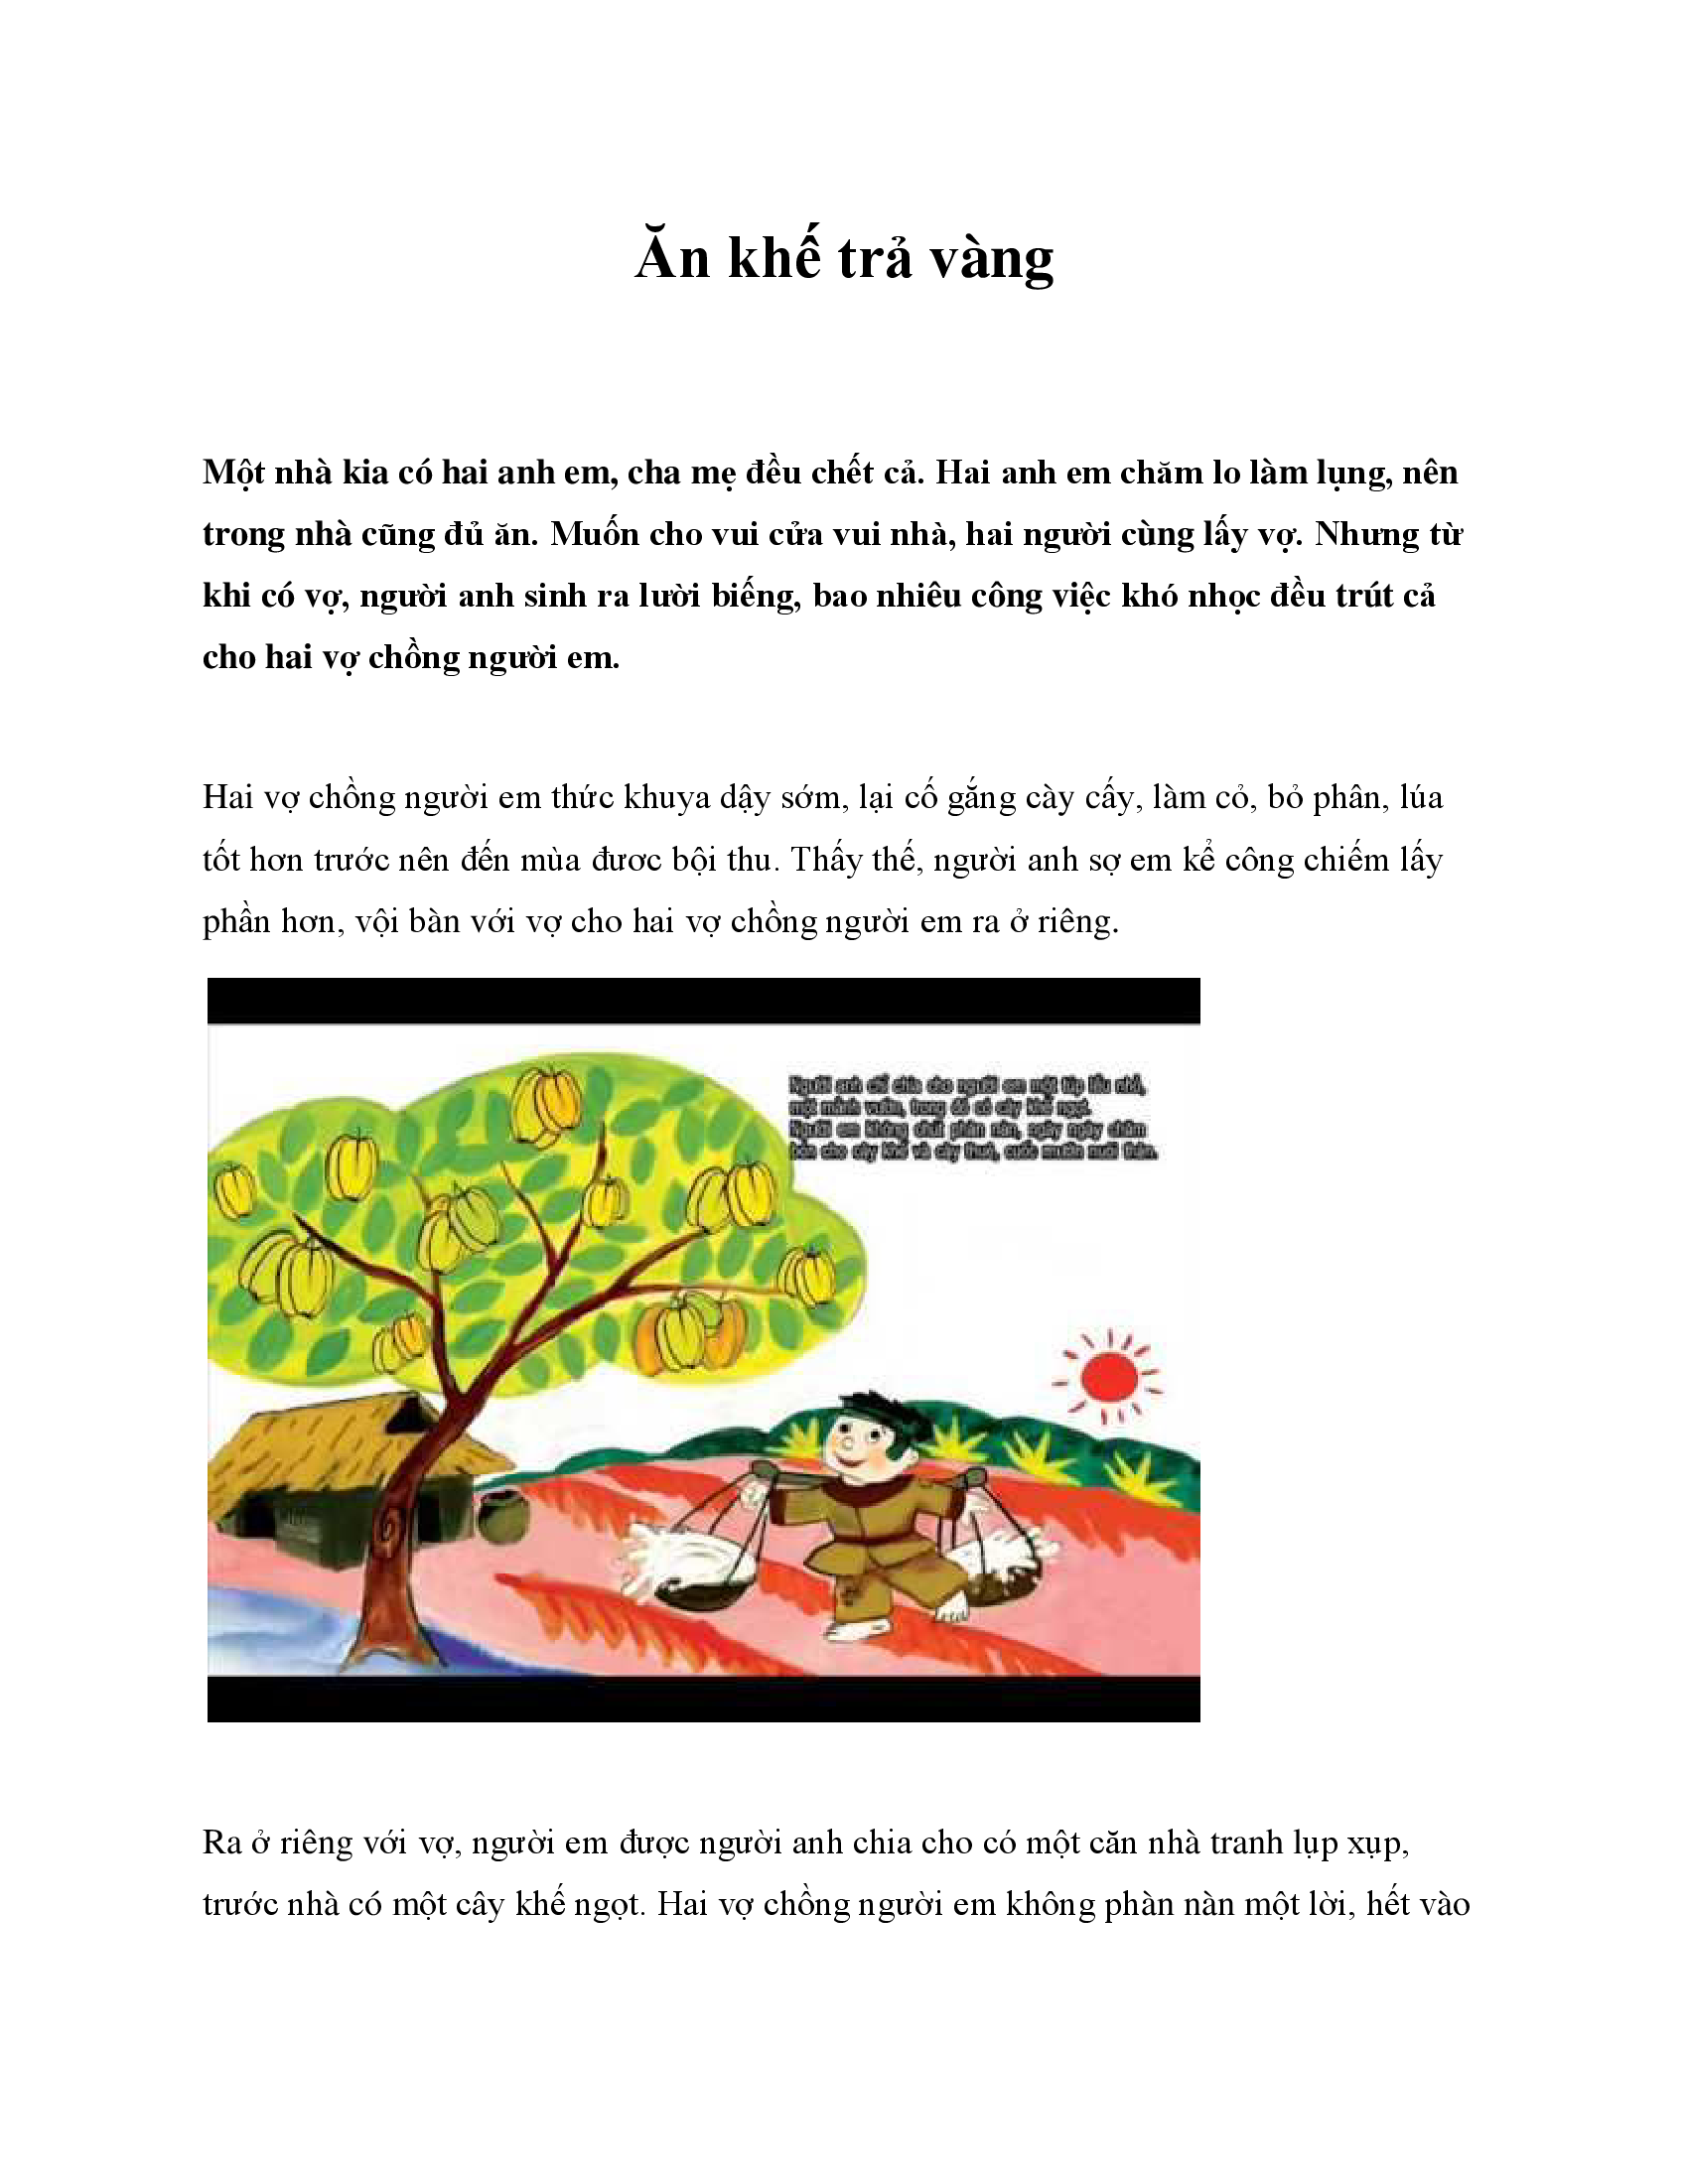 Ăn khế trả vàng
Một nhà kia có hai anh em, cha mẹ đều chết cả. Hai anh em chăm lo làm lụng, nên
trong nhà cũng đủ ăn. Muốn cho vui cửa vui nhà, hai người cùng lấy vợ. Nhưng từ
khi có vợ, người anh sinh ra lười biếng, bao nhiêu công việc khó nhọc đều trút cả
cho hai vợ chồng người em.
Hai vợ chồng người em thức khuya dậy sớm, lại cố gắng cày cấy, làm cỏ, bỏ phân, lúa
tốt hơn trước nên đến mùa đươc bội thu. Thấy thế, người anh sợ em kể công chiếm lấy
phần hơn, vội bàn với vợ cho hai vợ chồng người em ra ở riêng.
Người anh chỉ chia cho người em một túp lều nhỏ,
một mảnh vườn, trong đó có cây khế ngọt.
Người em không chút phàn nàn, ngày ngày chăm
bón cho cây khế và cày thuê, cuốc mướn nuôi thân.
Ra ở riêng với vợ, người em được người anh chia cho có một căn nhà tranh lụp xụp,
trước nhà có một cây khế ngọt. Hai vợ chồng người em không phàn nàn một lời, hết vào